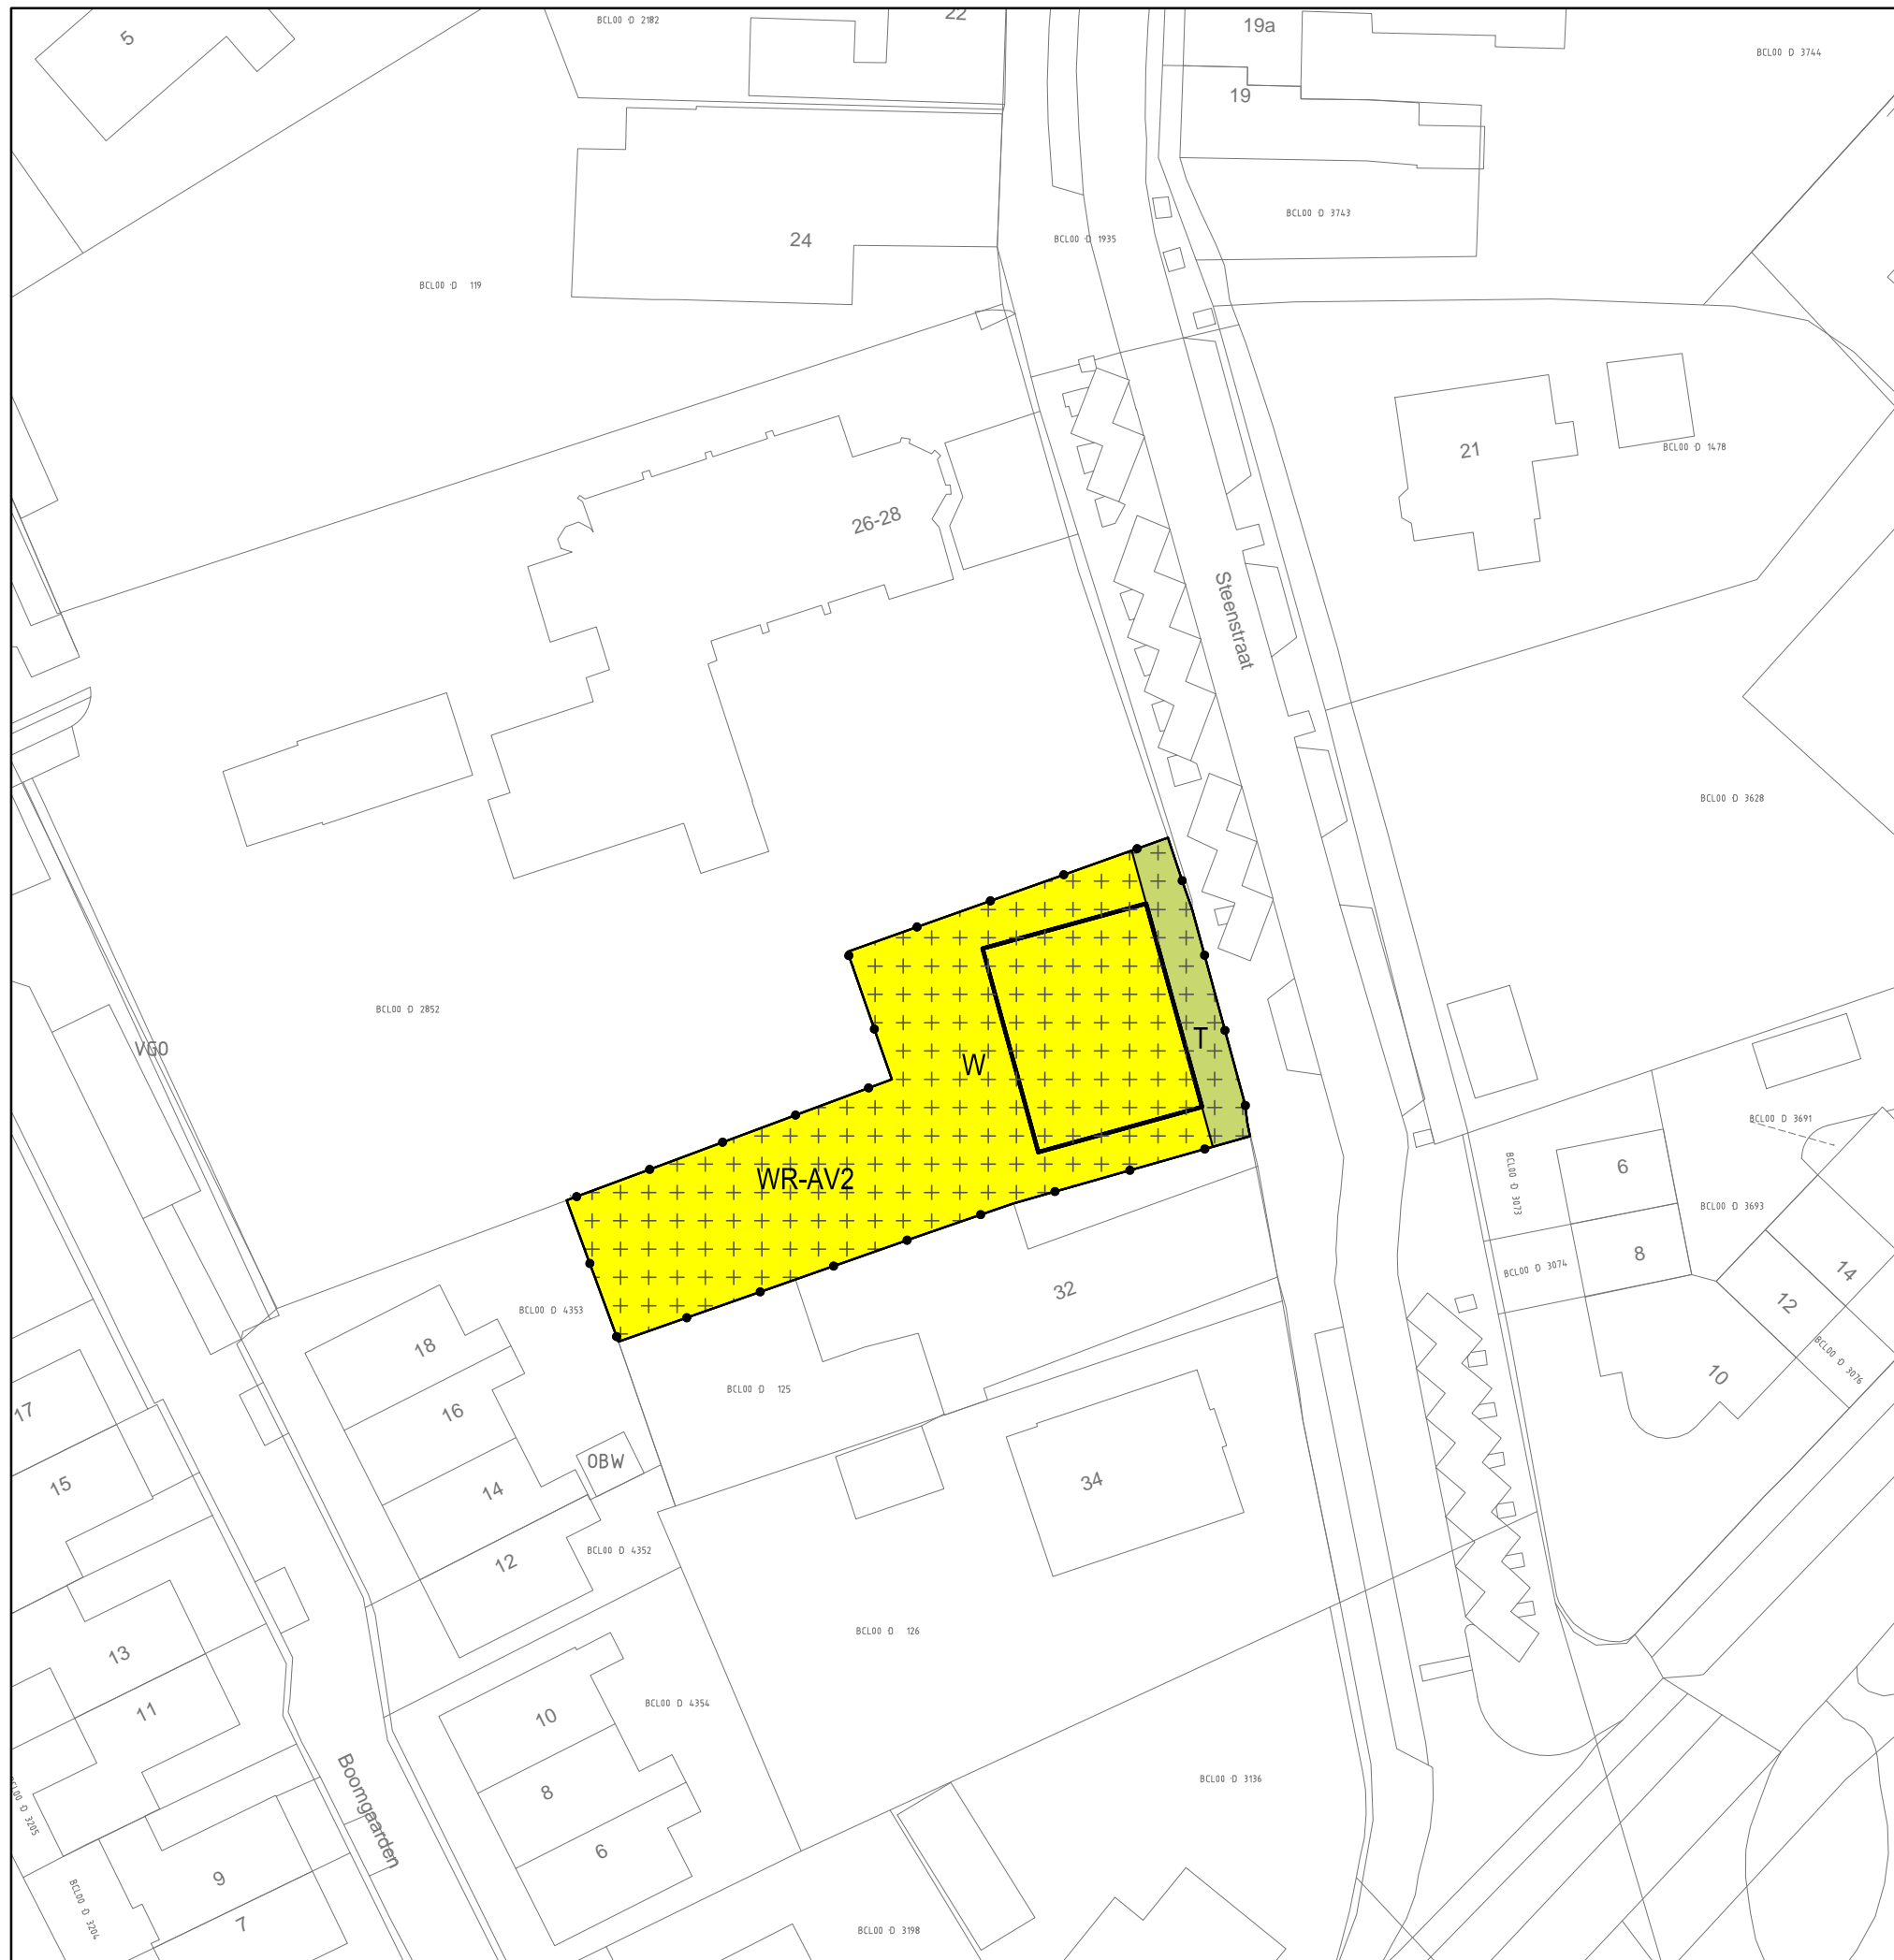 5
BCL00 D 2182
22
19a
BCL00 D 3744
19
24
BCL00 D 3743
BCL00 D 1935
BCL00 D 119
21
BCL00 D 1478
26-28
Steenstraat
BCL00 D 3628
BCL00 D 2852
VGO
T
W
WR-AV2
BCL00 D 3691
6
BCL00 D 3073
BCL00 D 3693
8
BCL00 D 3074
14
12
BCL00 D 3076
10
32
BCL00 D 4353
18
BCL00 D 125
16
17
OBW
34
14
15
BCL00 D 4352
12
13
BCL00 D 126
11
10
BCL00 D 4354
8
BCL00 D 3136
Boomgaarden
BCL00 D 3205
6
9
BCL00 D 3204
7
BCL00 D 3198